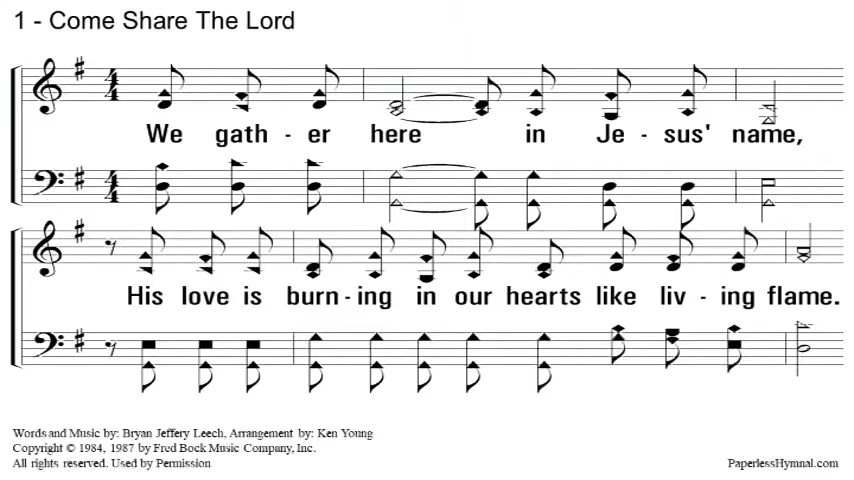 1 - Come Share The Lord
We gath - er here in Je - sus' name,
His love is burn - ing in our hearts like liv - ing flame.
Words and Music by: Bryan Jeffery Leech, Arrangement by: Ken Young
Copyright © 1984, 1987 by Fred Bock Music Company, Inc.
All rights reserved. Used by Permission
PaperlessHymnal.com